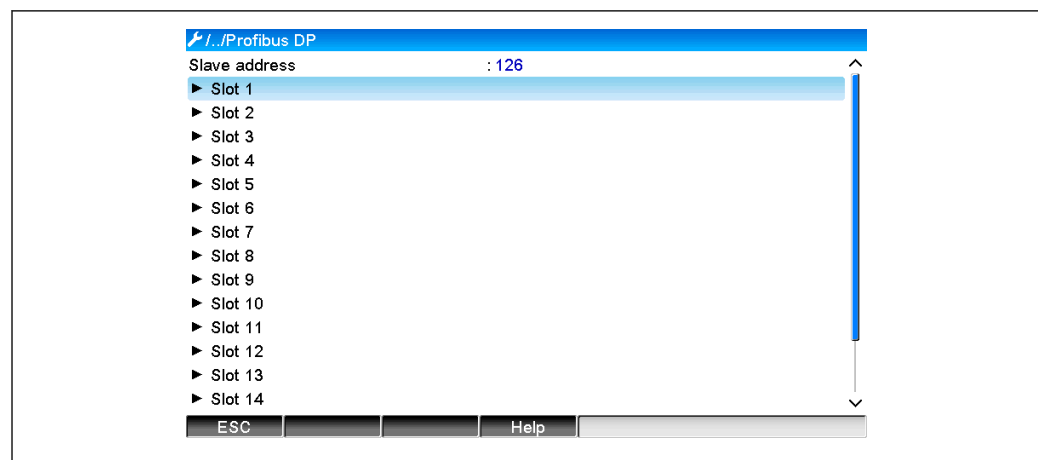 /../Profibus DP
Slave address : 126
► Slot 1
► Slot 2
► Slot 3
► Slot 4
► Slot 5
► Slot 6
► Slot 7
► Slot 8
► Slot 9
► Slot 10
► Slot 11
► Slot 12
► Slot 13
► Slot 14
ESC Help